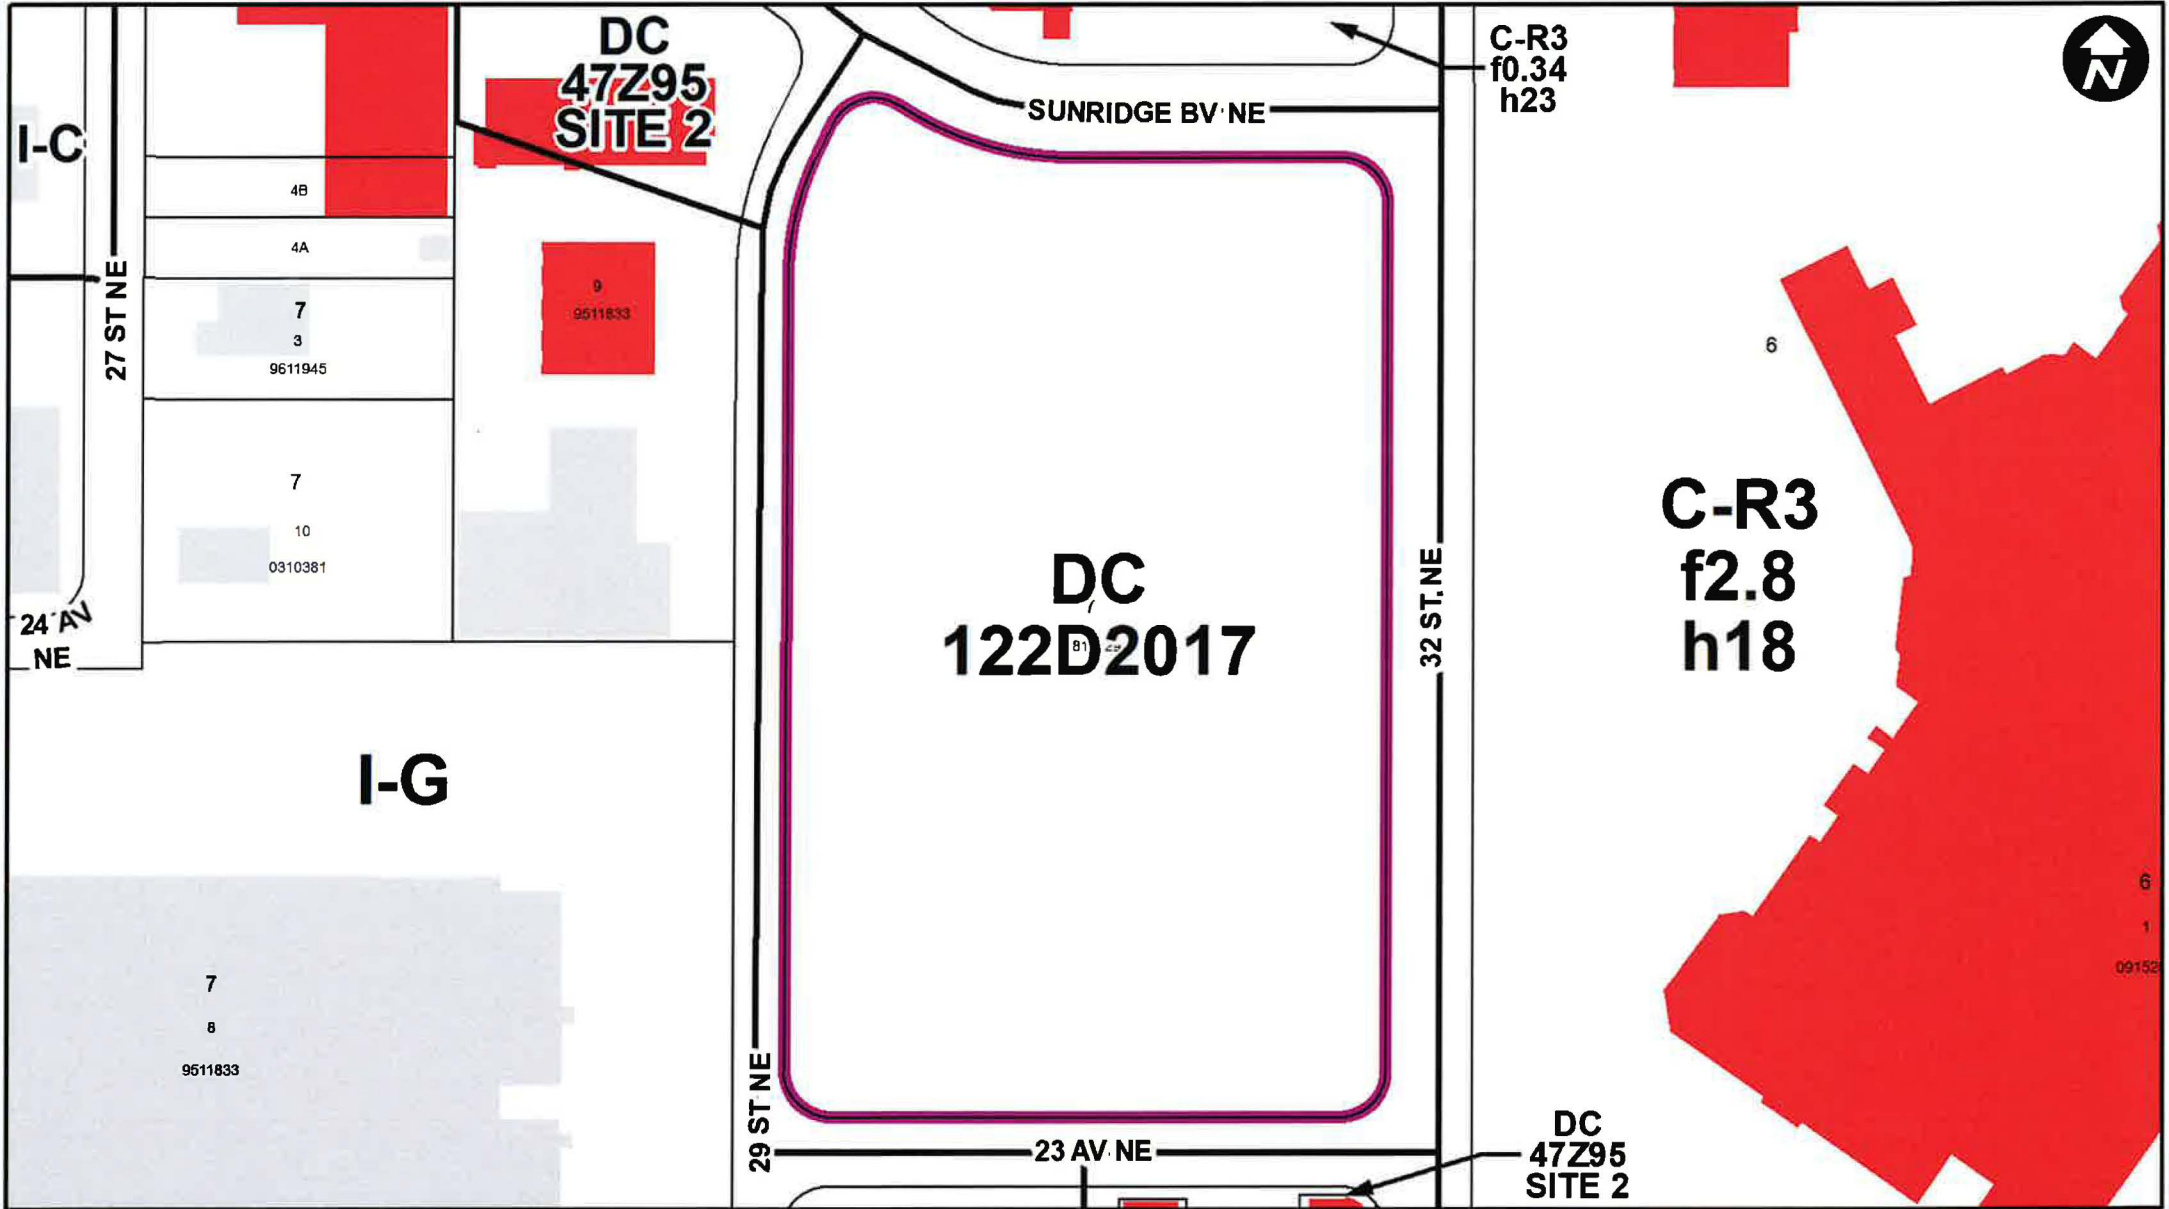 DC
47Z95
SITE 2
C-R3
f0.34
h23
N
SUNRIDGE BV NE
I-C
4B
4A
27 ST NE
7
3
9611945
9
9511833
6
7
10
0310381
C-R3
f2.8
h18
DC
122D2017
81
32 ST NE
24 AV
NE
I-G
6
1
7
8
9511833
29 ST NE
23 AV NE
DC
47Z95
SITE 2